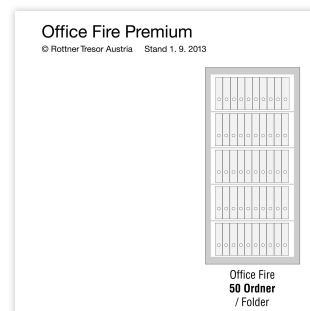 Office Fire Premium
© Rottner Tresor Austria Stand 1. 9. 2013
Office Fire
50 Ordner
/ Folder